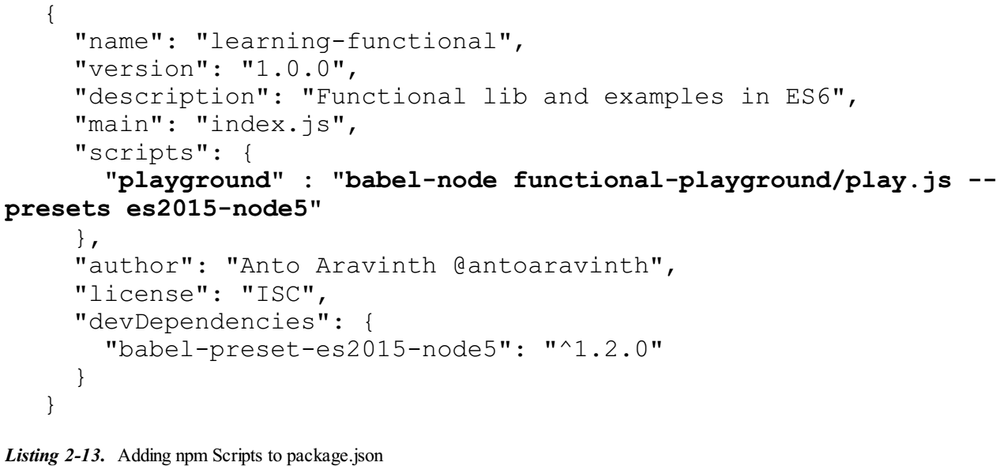 {
"name": "learning-functional",
"version": "1.0.0",
"description": "Functional lib and examples in ES6",
"main": "index.js",
"scripts": {
"playground" : "babel-node functional-playground/play.js --
presets es2015-node5"
},
"author": "Anto Aravinth @antoaravinth",
"license": "ISC",
"devDependencies": {
"babel-preset-es2015-node5": "^1.2.0"
}
}
Listing 2-13. Adding npm Scripts to package.json